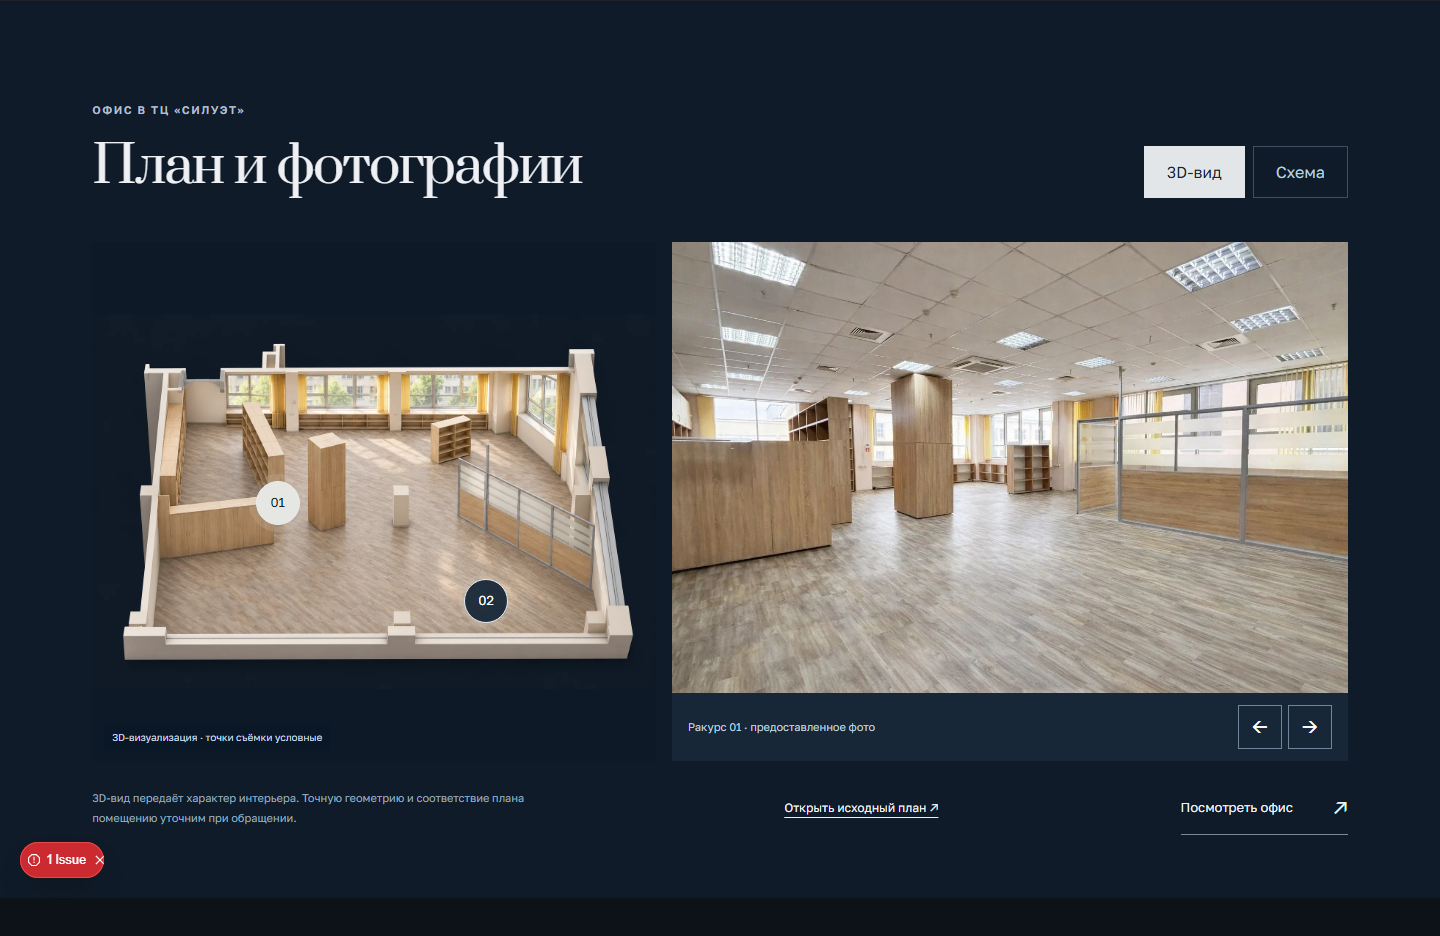 ОФИС В ТЦ «СИЛУЭТ»
План и фотографии
3D-вид
Схема
01
02
3D-визуализация · точки съёмки условные
Ракурс 01 · предоставленное фото
← →
3D-вид передаёт характер интерьера. Точную геометрию и соответствие плана
помещению уточним при обращении.
Открыть исходный план ↗
Посмотреть офис ↗
1 Issue ×